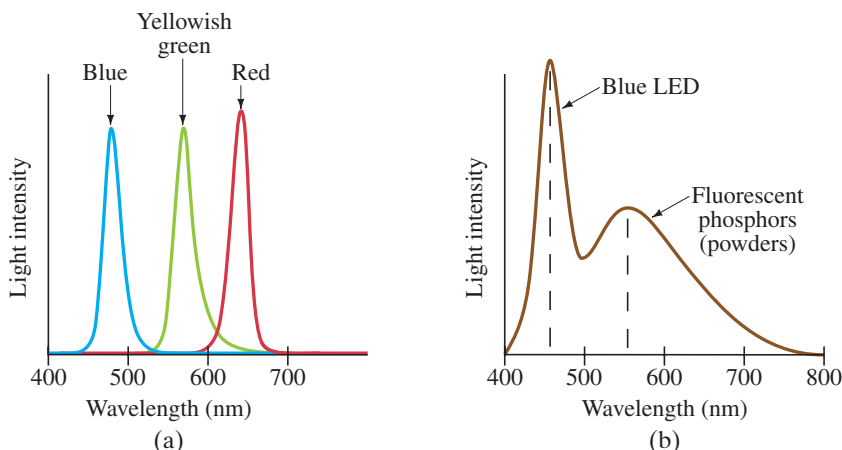 Yellowish
green
Blue
Red
Light intensity
400
500
600
700
Wavelength (nm)
(a)
Blue LED
Fluorescent
phosphors
(powders)
Light intensity
400
500
600
700
800
Wavelength (nm)
(b)